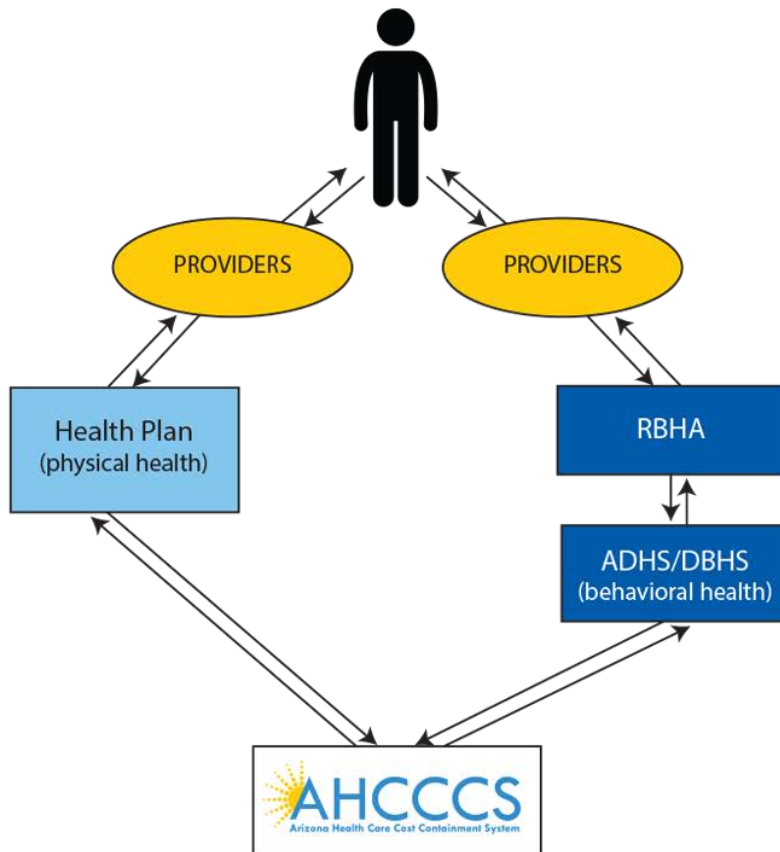 PROVIDERS
PROVIDERS
Health Plan
(physical health)
RBHA
ADHS/DBHS
(behavioral health)
AHCCCS
Arizona Health Care Cost Containment System